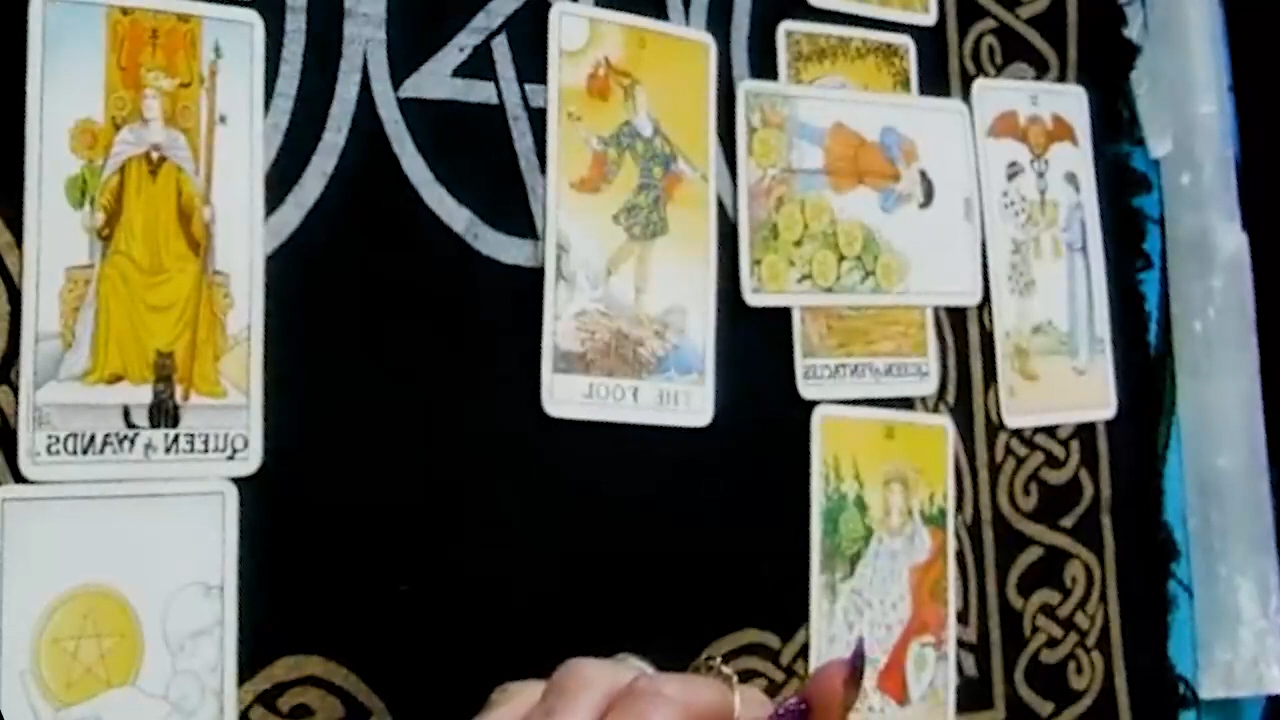 THE FOOL
QUEEN of PENTACLES
QUEEN of WANDS.